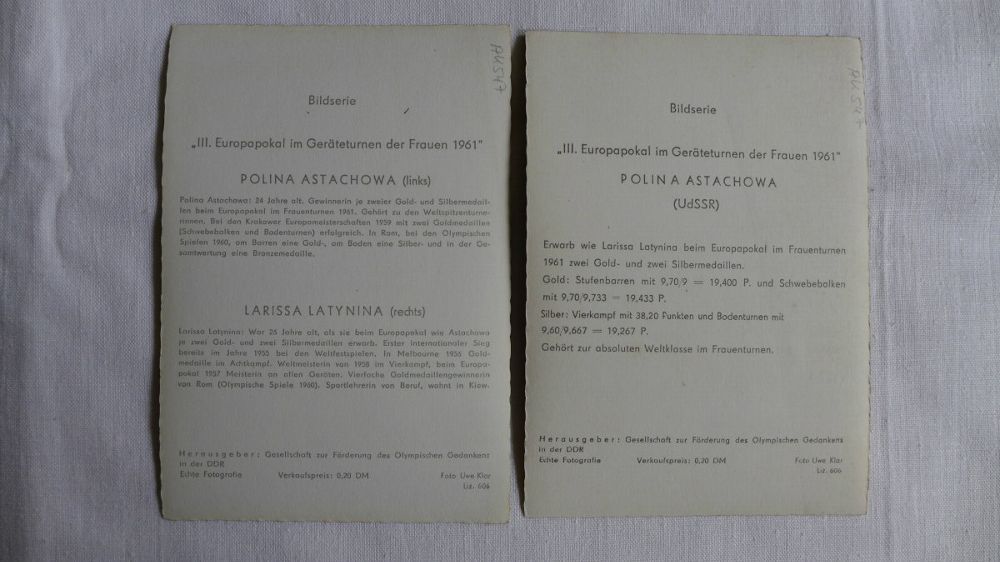 AU547
Bildserie
„III. Europapokal im Geräteturnen der Frauen 1961"
POLINA ASTACHOWA (links)
Polina Astachowa: 24 Jahre alt. Gewinnerin je zweier Gold- und Silbermedail-
len beim Europapokal im Frauenturnen 1961. Gehört zu den Weltspitzenturne-
rinnen. Bei den Krakower Europameisterschaften 1959 mit zwei Goldmedaillen
(Schwebebalken und Bodenturnen) erfolgreich. In Rom, bei den Olympischen
Spielen 1960, am Barren eine Gold-, am Boden eine Silber- und in der Ge-
samtwertung eine Bronzemedaille.
LARISSA LATYNINA (rechts)
Larissa Latynina: War 26 Jahre alt, als sie beim Europapokal wie Astachowa
je zwei Gold- und zwei Silbermedaillen erwarb. Erster internationaler Sieg
bereits im Jahre 1955 bei den Weltfestspielen. In Melbourne 1956 Gold-
medaille im Achtkampf. Weltmeisterin von 1958 im Vierkampf, beim Europa-
pokal 1957 Meisterin an allen Geräten. Vierfache Goldmedaillengewinnerin
von Rom (Olympische Spiele 1960). Sportlehrerin von Beruf, wohnt in Kiew.
Herausgeber: Gesellschaft zur Förderung des Olympischen Gedankens
in der DDR
Echte Fotografie Verkaufspreis: 0,20 DM Foto Uwe Klar
Liz. 606
AU547
Bildserie
„III. Europapokal im Geräteturnen der Frauen 1961"
POLINA ASTACHOWA
(UdSSR)
Erwarb wie Larissa Latynina beim Europapokal im Frauenturnen
1961 zwei Gold- und zwei Silbermedaillen.
Gold: Stufenbarren mit 9,70/9 = 19,400 P. und Schwebebalken
mit 9,70/9,733 = 19,433 P.
Silber: Vierkampf mit 38,20 Punkten und Bodenturnen mit
9,60/9,667 = 19,267 P.
Gehört zur absoluten Weltklasse im Frauenturnen.
Herausgeber: Gesellschaft zur Förderung des Olympischen Gedankens
in der DDR
Echte Fotografie Verkaufspreis: 0,20 DM Foto Uwe Klar
Liz. 606